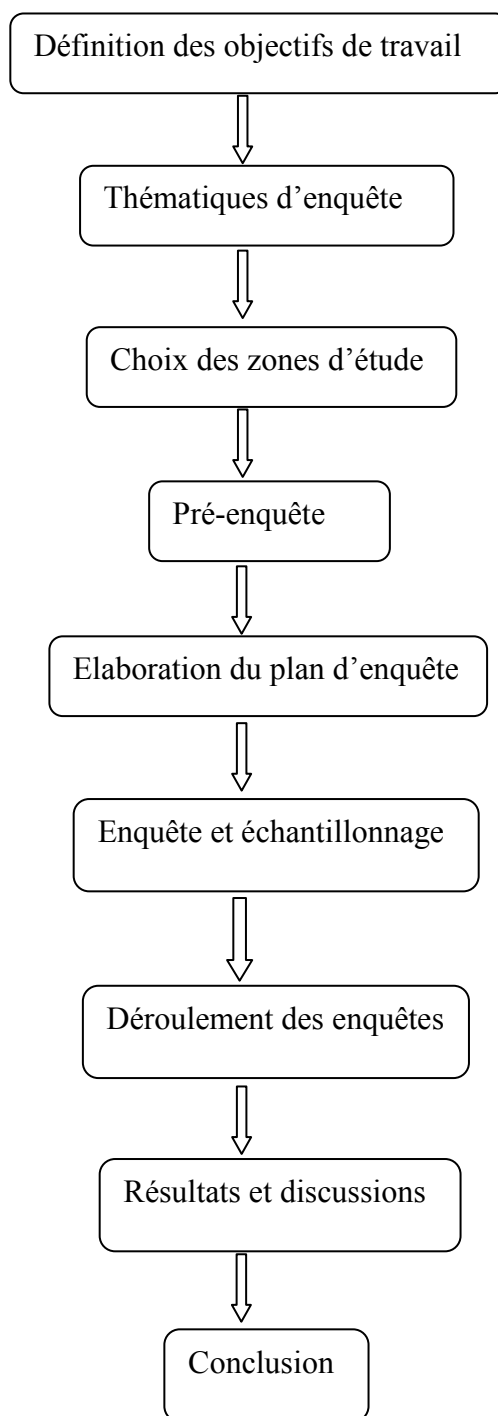 Définition des objectifs de travail
Thématiques d’enquête
Choix des zones d’étude
Pré-enquête
Elaboration du plan d’enquête
Enquête et échantillonnage
Déroulement des enquêtes
Résultats et discussions
Conclusion